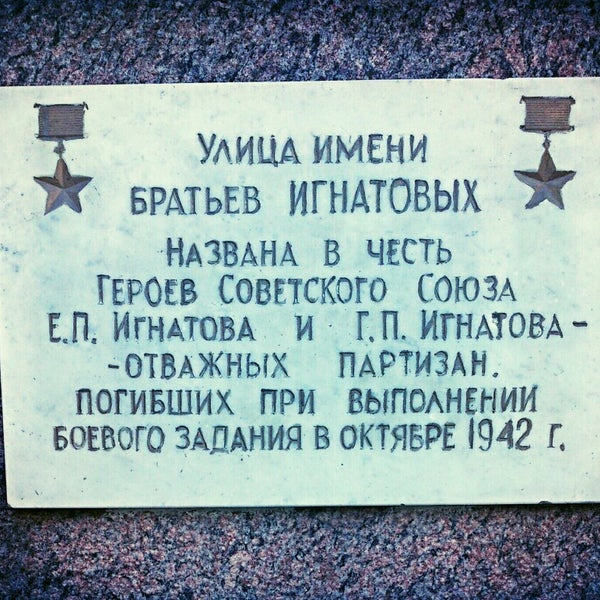 Улица имени
братьев Игнатовых
Названа в честь
Героев Советского Союза
Е.П. Игнатова и Г.П. Игнатова -
- отважных партизан.
погибших при выполнении
боевого задания в октябре 1942 г.